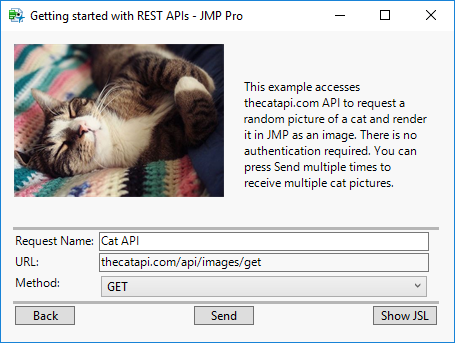 Getting started with REST APIs - JMP Pro
This example accesses
thecatapi.com API to request a
random picture of a cat and render
it in JMP as an image. There is no
authentication required. You can
press Send multiple times to
receive multiple cat pictures.
Request Name: Cat API
URL: thecatapi.com/api/images/get
Method: GET
Back Send Show JSL